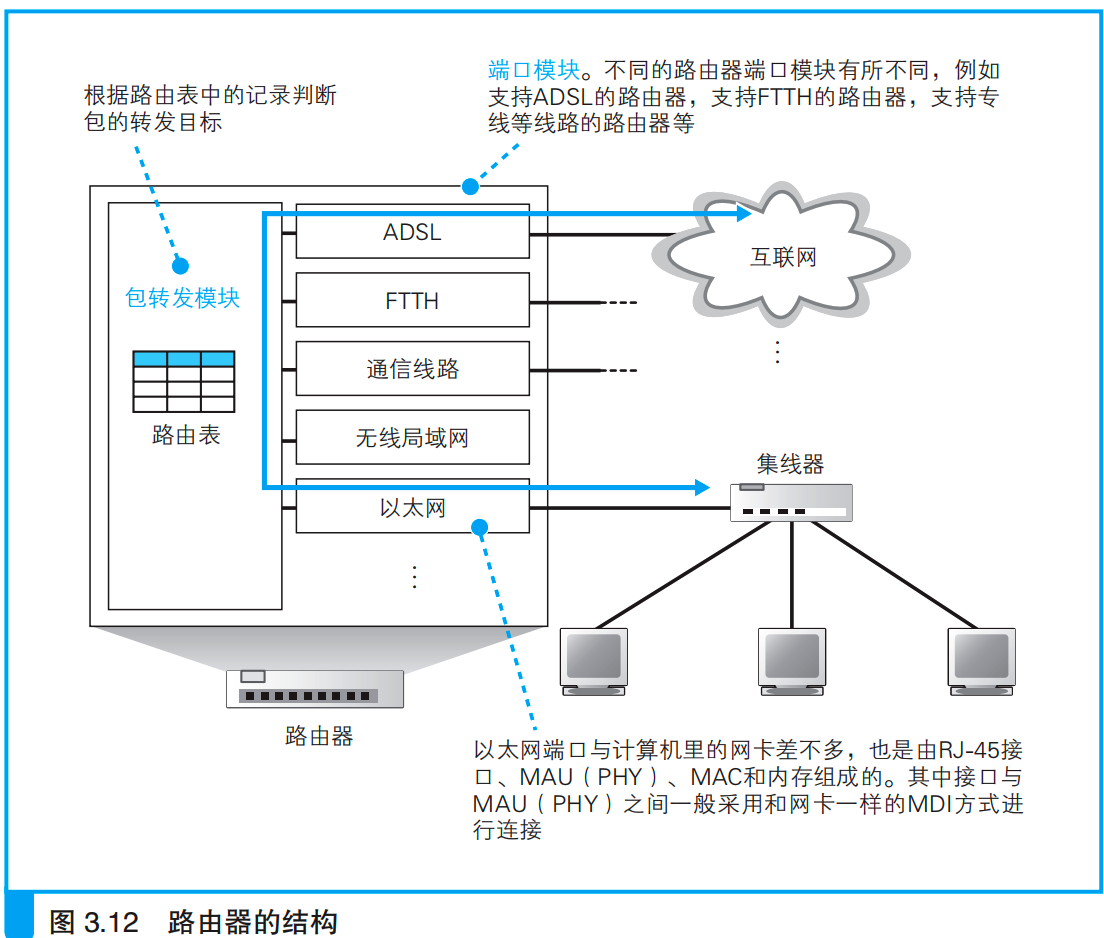 根据路由表中的记录判断
包的转发目标
端口模块。不同的路由器端口模块有所不同，例如
支持ADSL的路由器，支持FTTH的路由器，支持专
线等线路的路由器等
ADSL
互联网
包转发模块
FTTH
⋮
通信线路
路由表
无线局域网
集线器
以太网
⋮
路由器
以太网端口与计算机里的网卡差不多，也是由RJ-45接
口、MAU（PHY）、MAC和内存组成的。其中接口与
MAU（PHY）之间一般采用和网卡一样的MDI方式进
行连接
图 3.12　路由器的结构